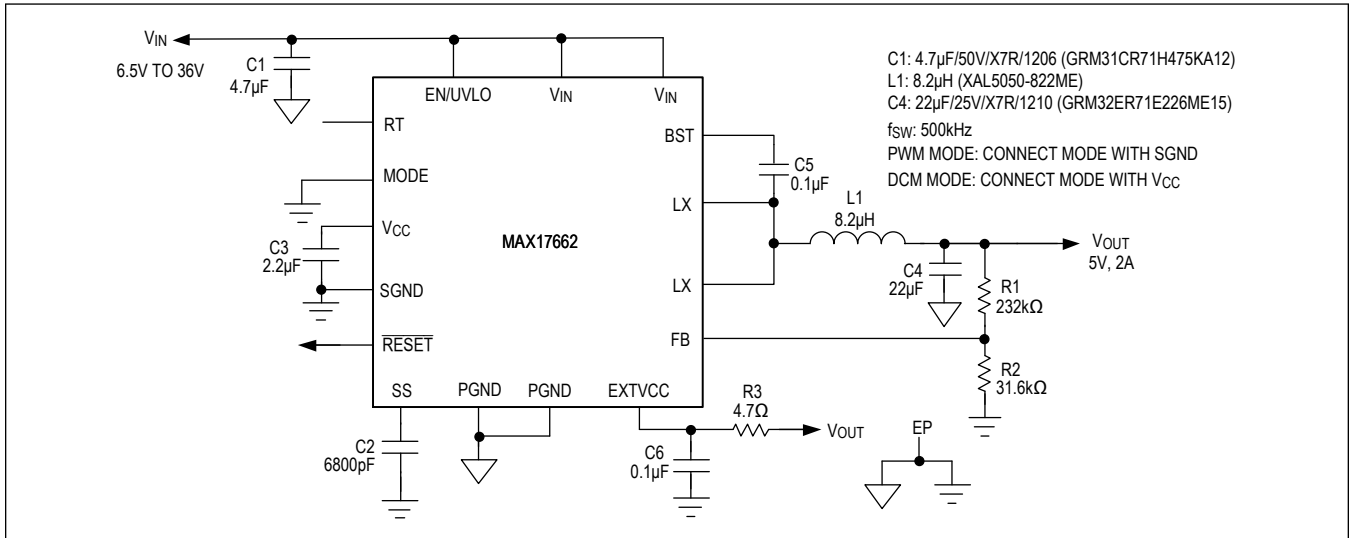 VIN
6.5V TO 36V
C1
4.7µF
EN/UVLO
VIN
VIN
RT
MODE
VCC
C3
2.2µF
SGND
RESET
SS
PGND
PGND
EXTVCC
MAX17662
BST
LX
LX
FB
C5
0.1µF
L1
8.2µH
C4
22µF
VOUT
5V, 2A
R1
232kΩ
R2
31.6kΩ
R3
4.7Ω
VOUT
C6
0.1µF
C2
6800pF
EP
C1: 4.7µF/50V/X7R/1206 (GRM31CR71H475KA12)
L1: 8.2µH (XAL5050-822ME)
C4: 22µF/25V/X7R/1210 (GRM32ER71E226ME15)
fSW: 500kHz
PWM MODE: CONNECT MODE WITH SGND
DCM MODE: CONNECT MODE WITH VCC